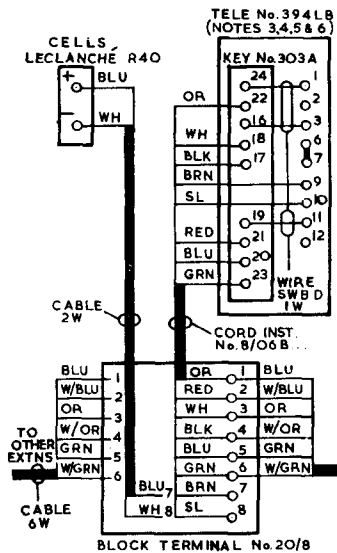 TELE No. 394LB
(NOTES 3,4,5 & 6)
CELLS
LECLANCHÉ R40
KEY No. 303A
+ BLU
- WH
24 1
OR 22 2
16 3
WH 18 6
BLK 17 7
BRN 9
SL 10
19 11
RED 21 12
BLU 20
GRN 23
WIRE
SWBD
1W
CABLE
2W
CORD INST.
No. 8/06B...
BLU 1 OR 1 BLU
W/BLU 2 RED 2 W/BLU
OR 3 WH 3 OR
W/OR 4 BLK 4 W/OR
GRN 5 BLU 5 GRN
W/GRN 6 GRN 6 W/GRN
TO
OTHER
EXTNS
BLU 7 BRN 7
WH 8 SL 8
CABLE
6W
BLOCK TERMINAL No. 20/8